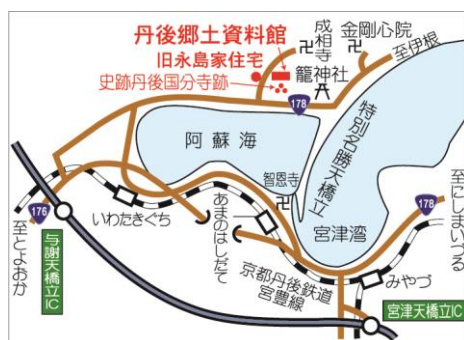 丹後郷土資料館
旧永島家住宅
史跡丹後国分寺跡
成相寺
金剛心院
至伊根
籠神社
178
阿蘇海
特別名勝天橋立
智恩寺
宮津湾
178
至にしまいづる
176
至とよおか
いわたきぐち
あまのはしだて
与謝天橋立IC
京都丹後鉄道
宮豊線
みやづ
宮津天橋立IC